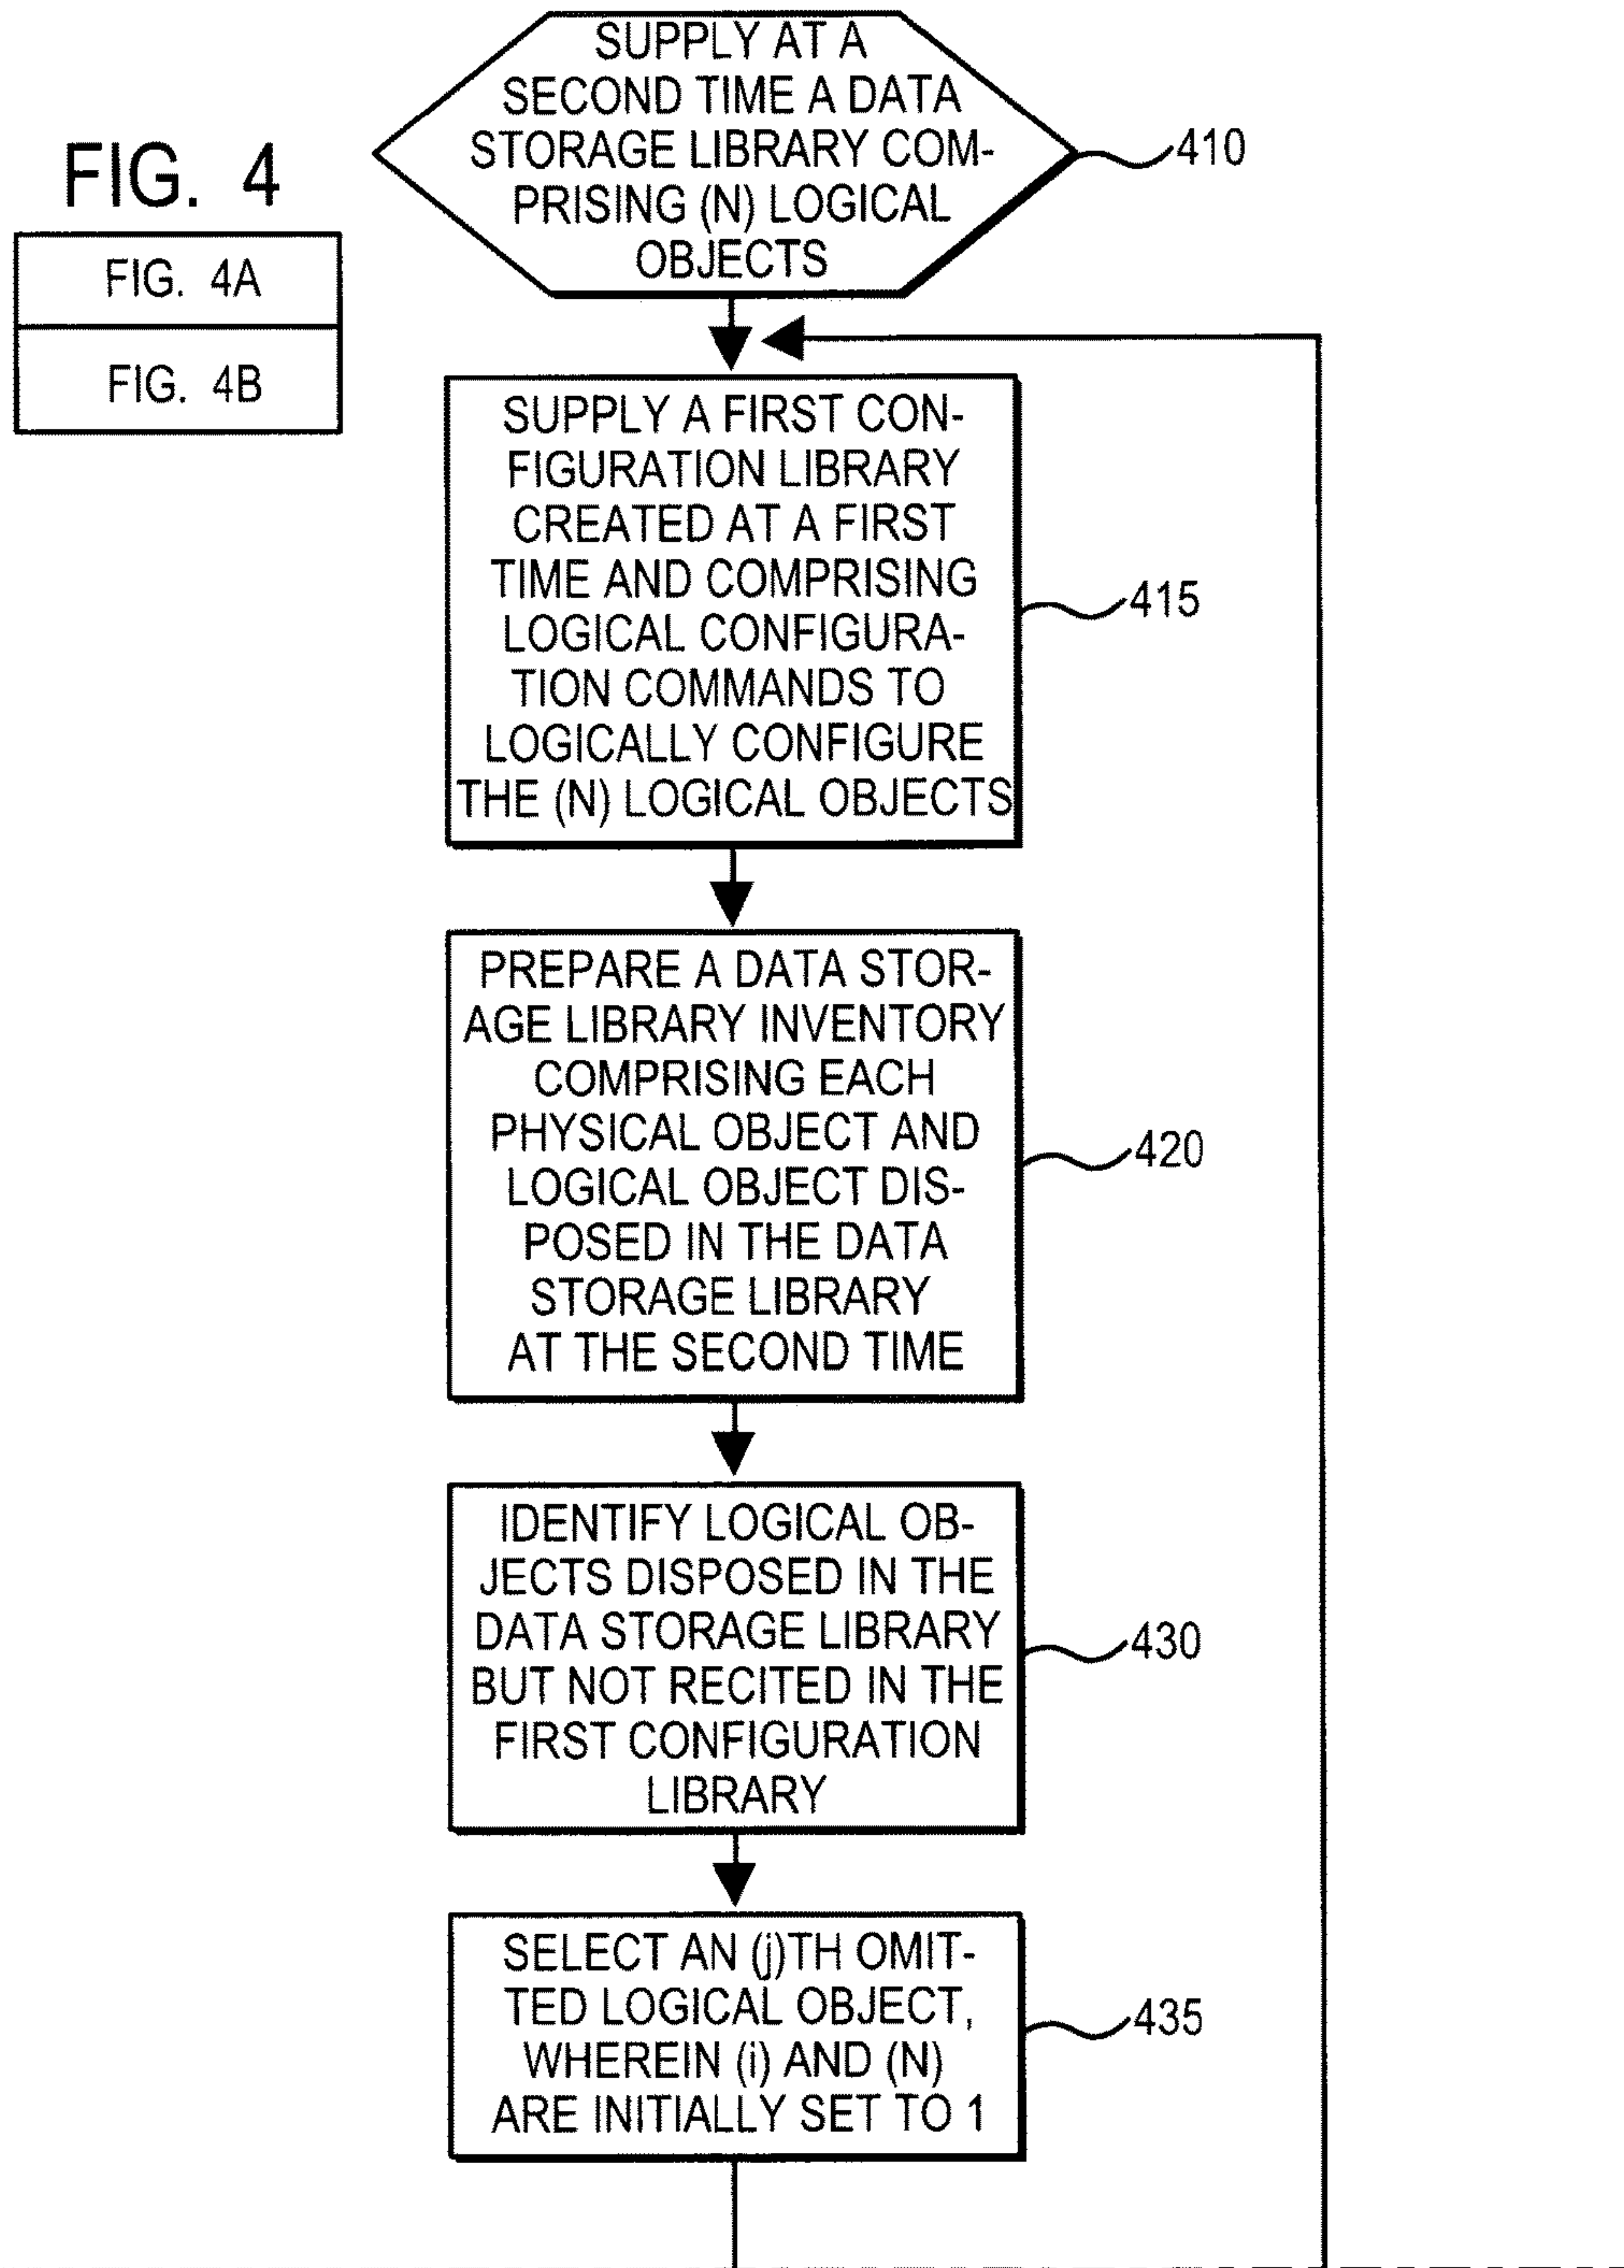 SUPPLY AT A
SECOND TIME A DATA
STORAGE LIBRARY COM-
PRISING (N) LOGICAL
OBJECTS
410
FIG. 4
FIG. 4A
FIG. 4B
SUPPLY A FIRST CON-
FIGURATION LIBRARY
CREATED AT A FIRST
TIME AND COMPRISING
LOGICAL CONFIGURA-
TION COMMANDS TO
LOGICALLY CONFIGURE
THE (N) LOGICAL OBJECTS
415
PREPARE A DATA STOR-
AGE LIBRARY INVENTORY
COMPRISING EACH
PHYSICAL OBJECT AND
LOGICAL OBJECT DIS-
POSED IN THE DATA
STORAGE LIBRARY
AT THE SECOND TIME
420
IDENTIFY LOGICAL OB-
JECTS DISPOSED IN THE
DATA STORAGE LIBRARY
BUT NOT RECITED IN THE
FIRST CONFIGURATION
LIBRARY
430
SELECT AN (j)TH OMIT-
TED LOGICAL OBJECT,
WHEREIN (i) AND (N)
ARE INITIALLY SET TO 1
435